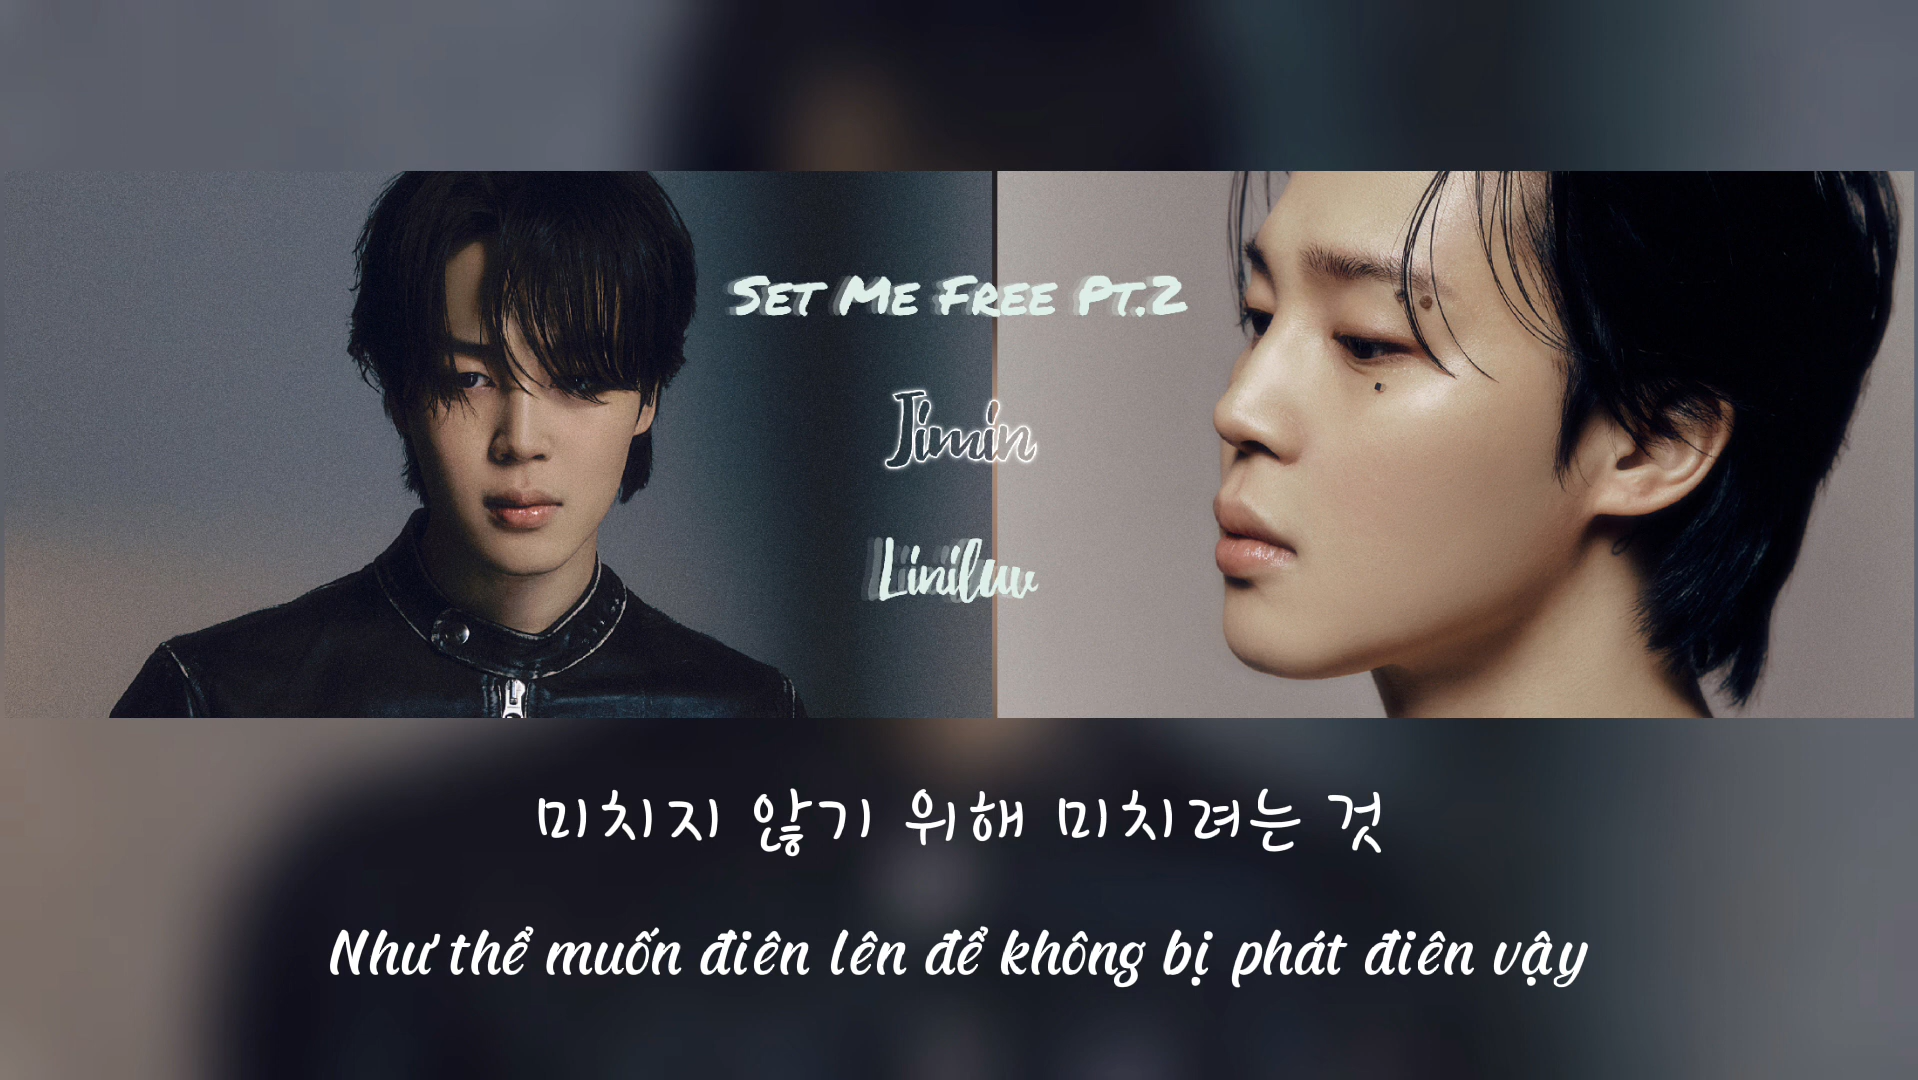 Set Me Free Pt.2
Jimin
Liniluv
미치지 않기 위해 미치려는 것
Như thể muốn điên lên để không bị phát điên vậy